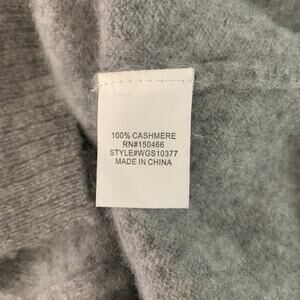 100% CASHMERE
RN#150466
STYLE#WGS10377
MADE IN CHINA